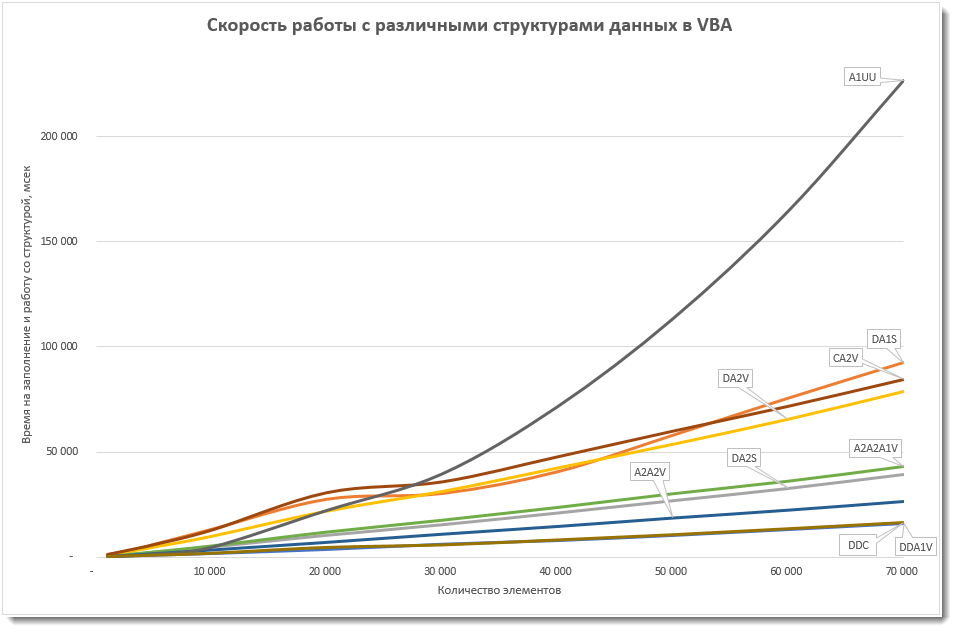 Скорость работы с различными структурами данных в VBA
A1UU
200 000
150 000
100 000
50 000
-
Время на заполнение и работу со структурой, мсек
DA1S
CA2V
DA2V
A2A2A1V
DA2S
A2A2V
DDC
DDA1V
- 10 000 20 000 30 000 40 000 50 000 60 000 70 000
Количество элементов